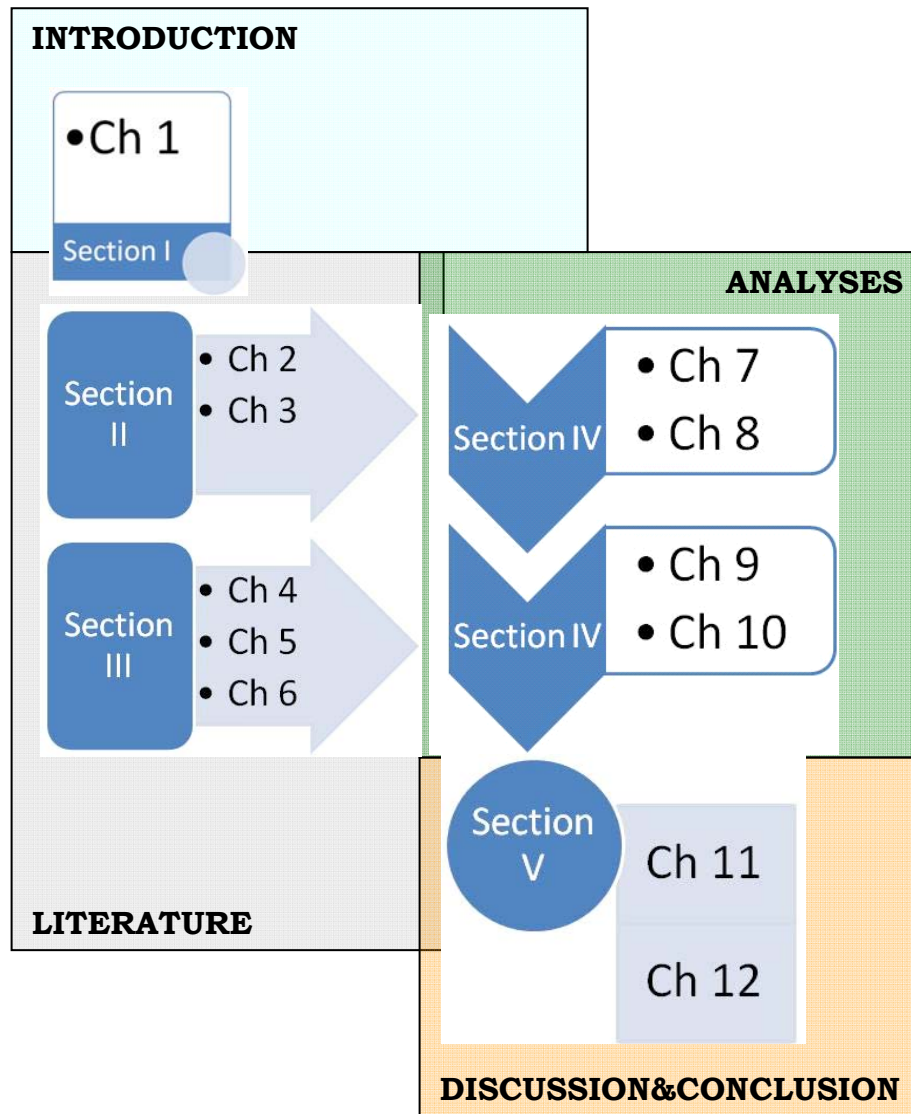 INTRODUCTION
•Ch 1
Section I
ANALYSES
Section
II
• Ch 2
• Ch 3
Section IV
• Ch 7
• Ch 8
Section
III
• Ch 4
• Ch 5
• Ch 6
Section IV
• Ch 9
• Ch 10
Section
V
Ch 11
Ch 12
LITERATURE
DISCUSSION&CONCLUSION